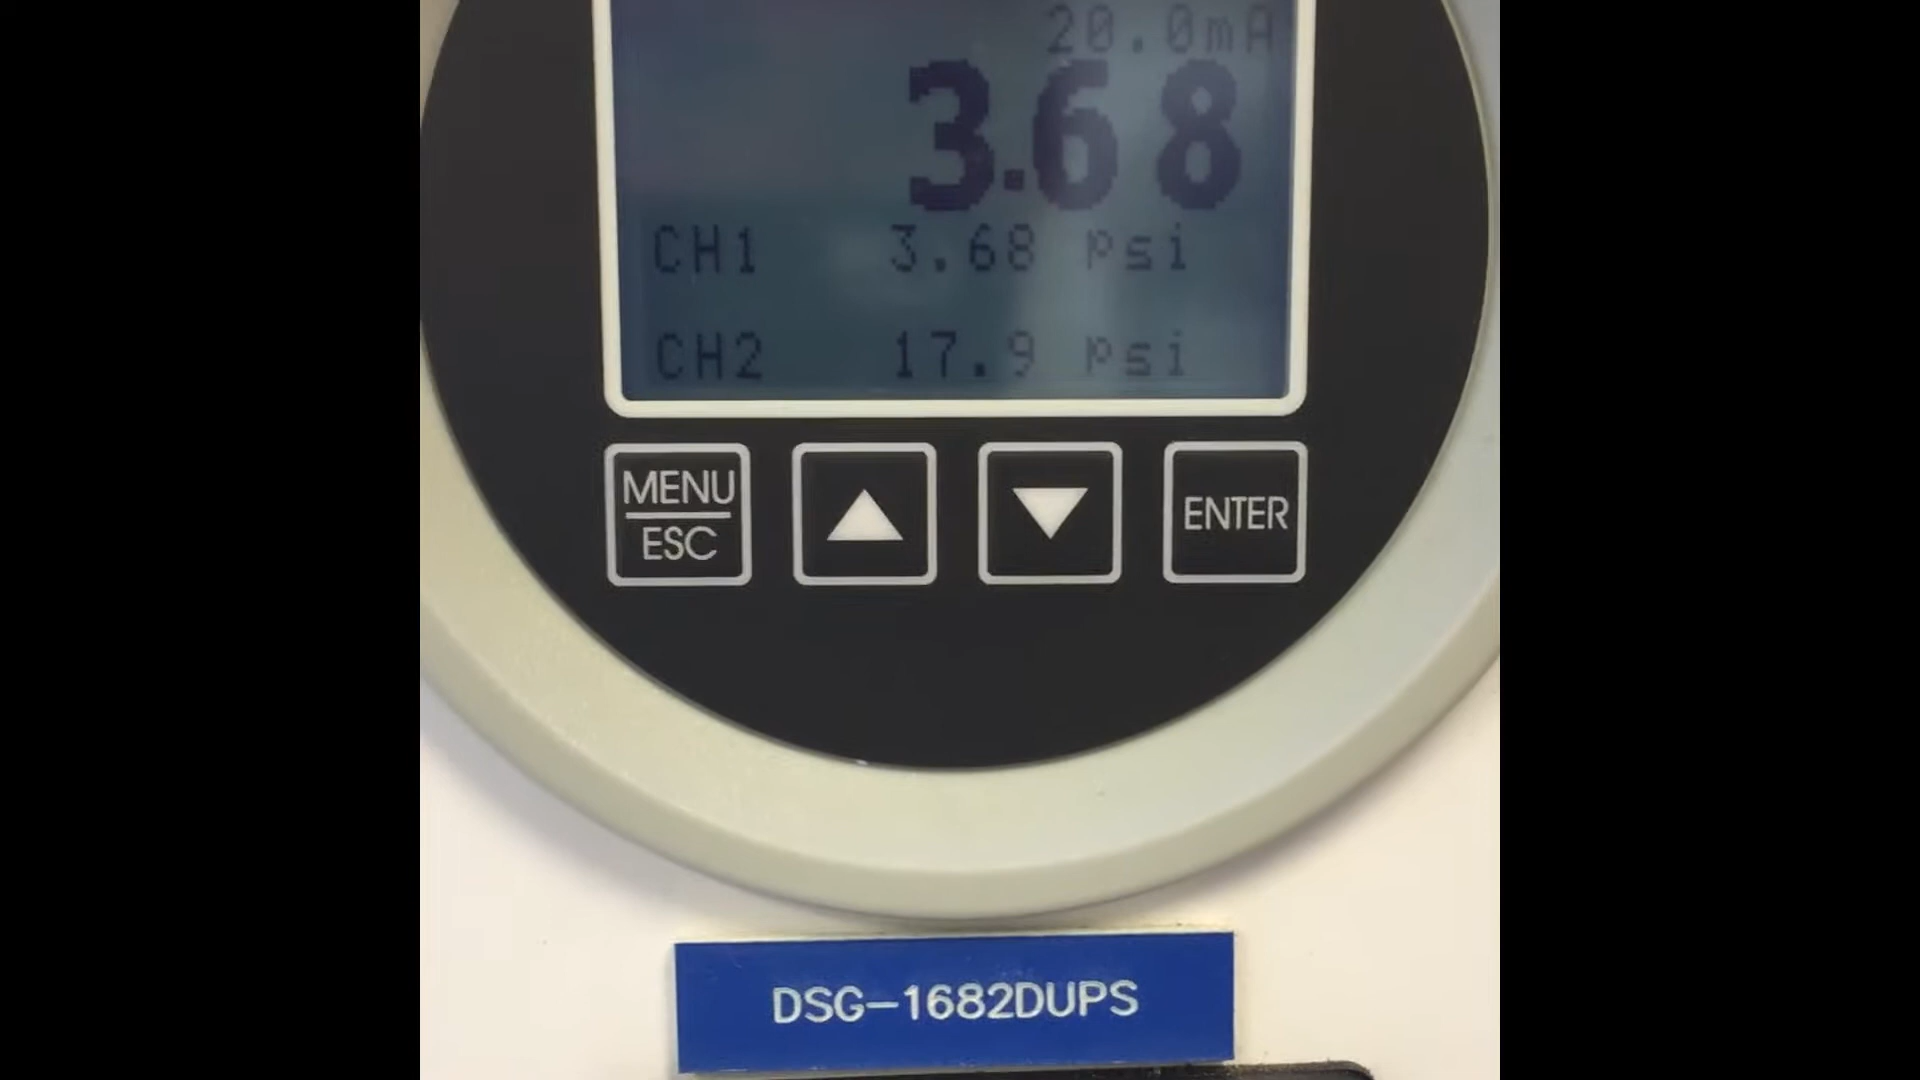 20.0mA
3.68
CH1 3.68 psi
CH2 17.9 psi
MENU
ESC
ENTER
DSG-1682DUPS